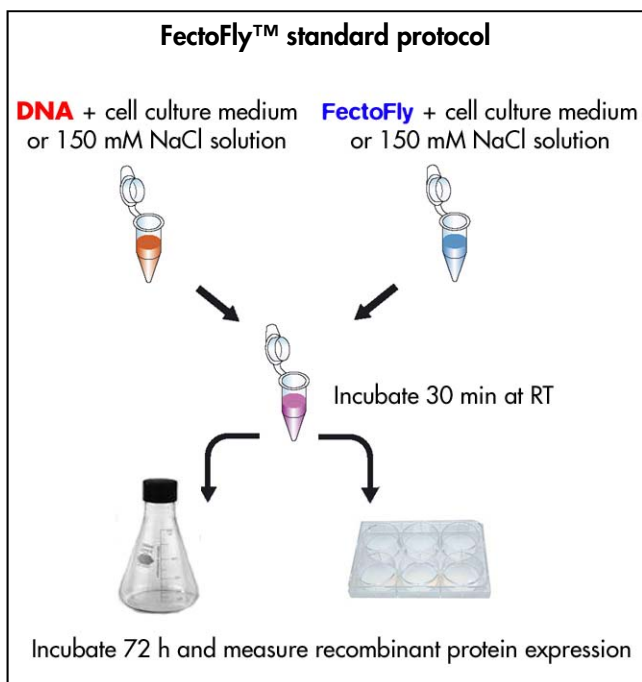 FectoFly™ standard protocol
DNA + cell culture medium
or 150 mM NaCl solution
FectoFly + cell culture medium
or 150 mM NaCl solution
Incubate 30 min at RT
Incubate 72 h and measure recombinant protein expression